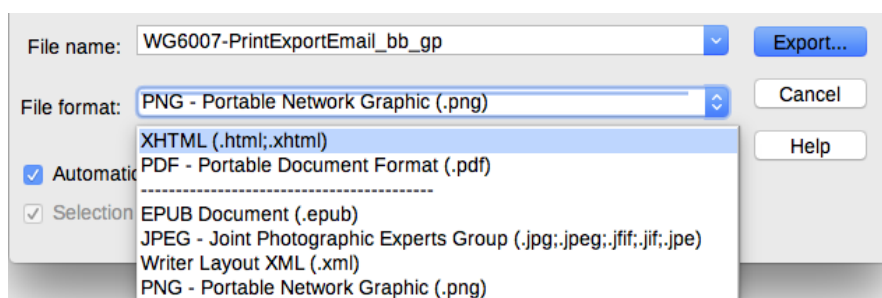 File name: WG6007-PrintExportEmail_bb_gp Export...
File format: PNG - Portable Network Graphic (.png) Cancel
XHTML (.html;.xhtml) Help
Automatic PDF - Portable Document Format (.pdf)
-------------------------------------------
Selection EPUB Document (.epub)
JPEG - Joint Photographic Experts Group (.jpg;.jpeg;.jfif;.jif;.jpe)
Writer Layout XML (.xml)
PNG - Portable Network Graphic (.png)